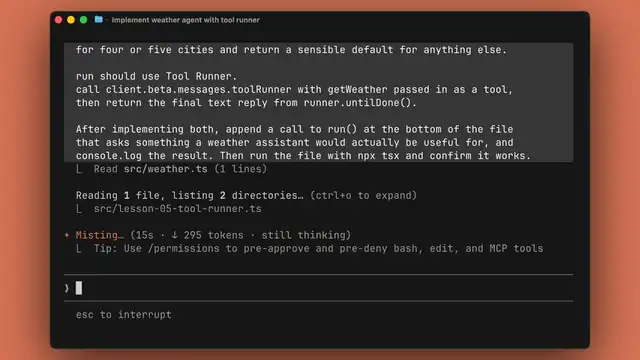 Implement weather agent with tool runner
for four or five cities and return a sensible default for anything else.
run should use Tool Runner.
call client.beta.messages.toolRunner with getWeather passed in as a tool,
then return the final text reply from runner.untilDone().
After implementing both, append a call to run() at the bottom of the file
that asks something a weather assistant would actually be useful for, and
console.log the result. Then run the file with npx tsx and confirm it works.
⎿ Read src/weather.ts (1 lines)
Reading 1 file, listing 2 directories… (ctrl+o to expand)
⎿ src/lesson-05-tool-runner.ts
* Misting… (15s · ↓ 295 tokens · still thinking)
⎿ Tip: Use /permissions to pre-approve and pre-deny bash, edit, and MCP tools
❯
esc to interrupt